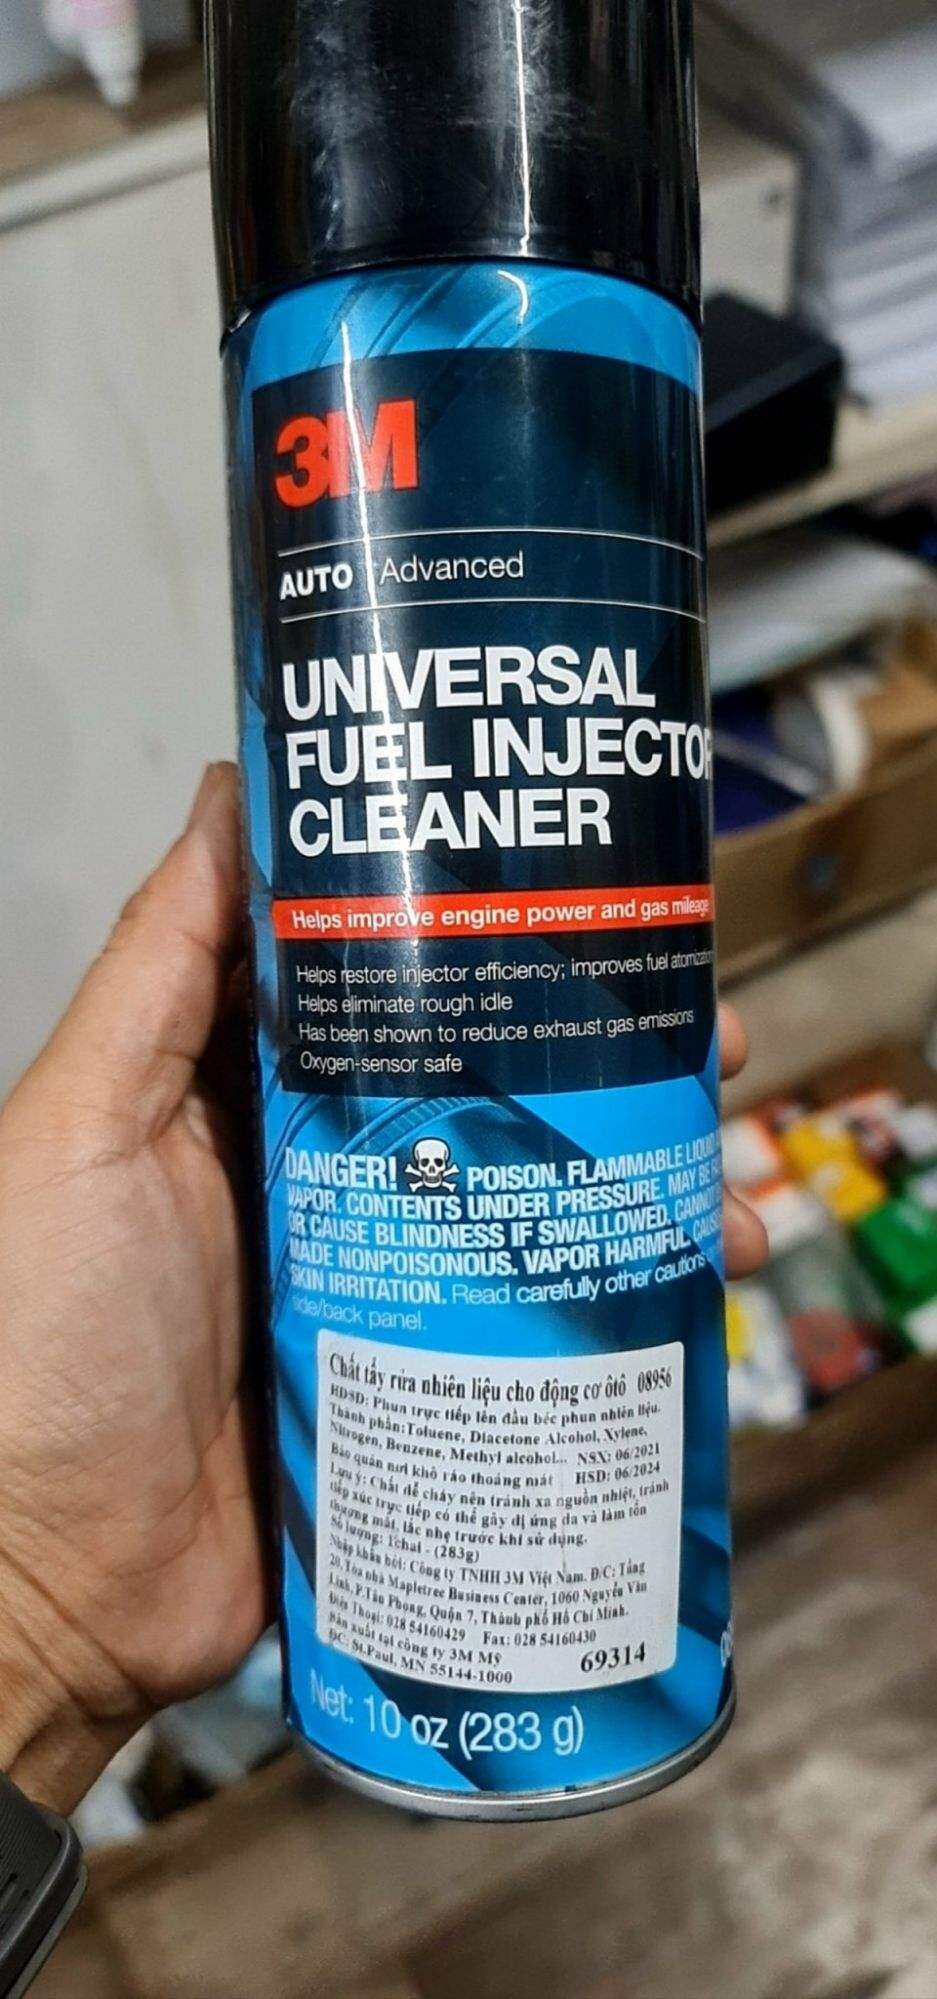 3M
AUTO Advanced
UNIVERSAL
FUEL INJECTOR
CLEANER
Helps improve engine power and gas mileage
Helps restore injector efficiency; improves fuel atomization
Helps eliminate rough idle
Has been shown to reduce exhaust gas emissions
Oxygen-sensor safe
DANGER! POISON. FLAMMABLE LIQUID
VAPOR. CONTENTS UNDER PRESSURE. MAY BE
OR CAUSE BLINDNESS IF SWALLOWED. CANNOT
MADE NONPOISONOUS. VAPOR HARMFUL.
SKIN IRRITATION. Read carefully other cautions
side/back panel.
Chất tẩy rửa nhiên liệu cho động cơ ôtô 08956
HDSD: Phun trực tiếp lên đầu béc phun nhiên liệu.
Thành phần: Toluene, Diacetone Alcohol, Xylene,
Nitrogen, Benzene, Methyl alcohol... NSX: 06/2021
Bảo quản nơi khô ráo thoáng mát HSD: 06/2024
Lưu ý: Chất dễ cháy nên tránh xa nguồn nhiệt, tránh
tiếp xúc trực tiếp có thể gây dị ứng da và làm tổn
thương mắt, lắc nhẹ trước khi sử dụng.
Số lượng: 1chai - (283g)
Nhập khẩu bởi: Công ty TNHH 3M Việt Nam. Đ/C: Tầng
20, Tòa nhà Mapletree Business Center, 1060 Nguyễn Văn
Linh, P.Tân Phong, Quận 7, Thành phố Hồ Chí Minh.
Điện Thoại: 028 54160429 Fax: 028 54160430
Sản xuất tại công ty 3M Mỹ
ĐC: St.Paul, MN 55144-1000 69314
Net: 10 oz (283 g)